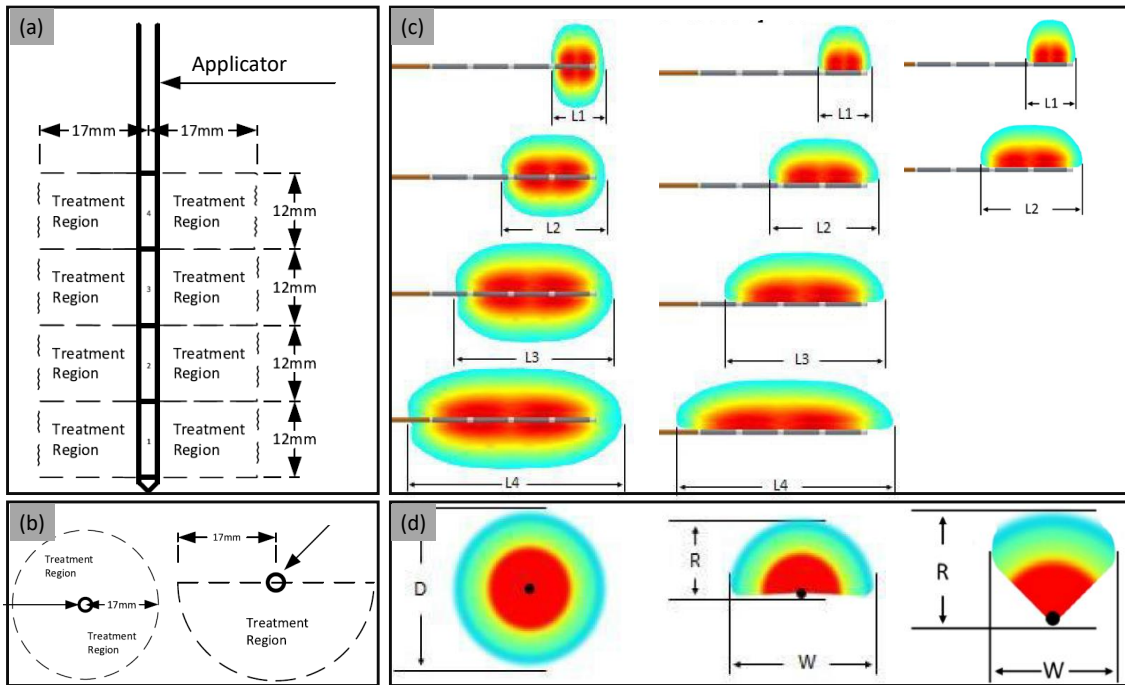 (a)
Applicator
17mm
17mm
Treatment
Region
4
Treatment
Region
12mm
Treatment
Region
3
Treatment
Region
12mm
Treatment
Region
2
Treatment
Region
12mm
Treatment
Region
1
Treatment
Region
12mm
(b)
Treatment
Region
17mm
Treatment
Region
17mm
Treatment
Region
(c)
L1
L1
L1
L2
L2
L2
L3
L3
L4
L4
(d)
D
R
W
R
W